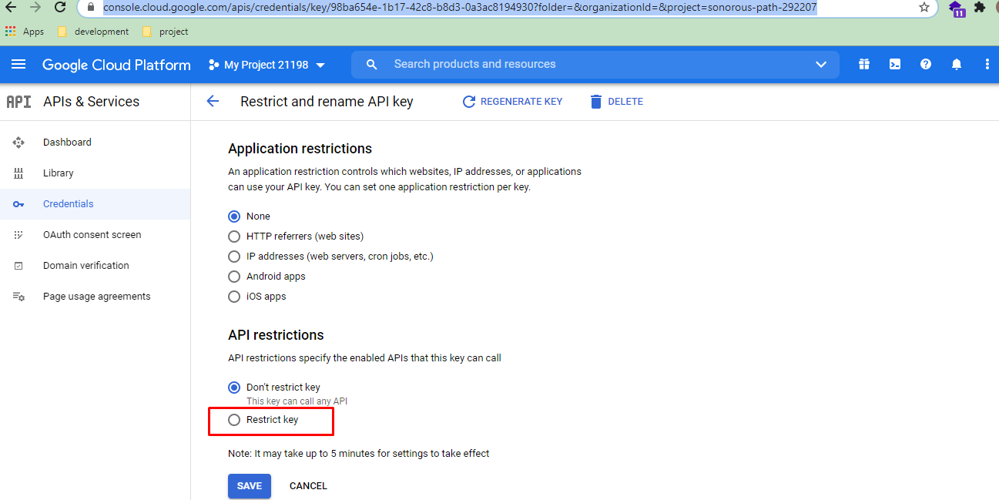 console.cloud.google.com/apis/credentials/key/98ba654e-1b17-42c8-b8d3-0a3ac8194930?folder=&organizationId=&project=sonorous-path-292207
11
Apps development project
Google Cloud Platform My Project 21198 Search products and resources
API APIs & Services Restrict and rename API key REGENERATE KEY DELETE
Dashboard
Library
Credentials
OAuth consent screen
Domain verification
Page usage agreements
Application restrictions
An application restriction controls which websites, IP addresses, or applications
can use your API key. You can set one application restriction per key.
None
HTTP referrers (web sites)
IP addresses (web servers, cron jobs, etc.)
Android apps
iOS apps
API restrictions
API restrictions specify the enabled APIs that this key can call
Don't restrict key
This key can call any API
Restrict key
Note: It may take up to 5 minutes for settings to take effect
SAVE CANCEL